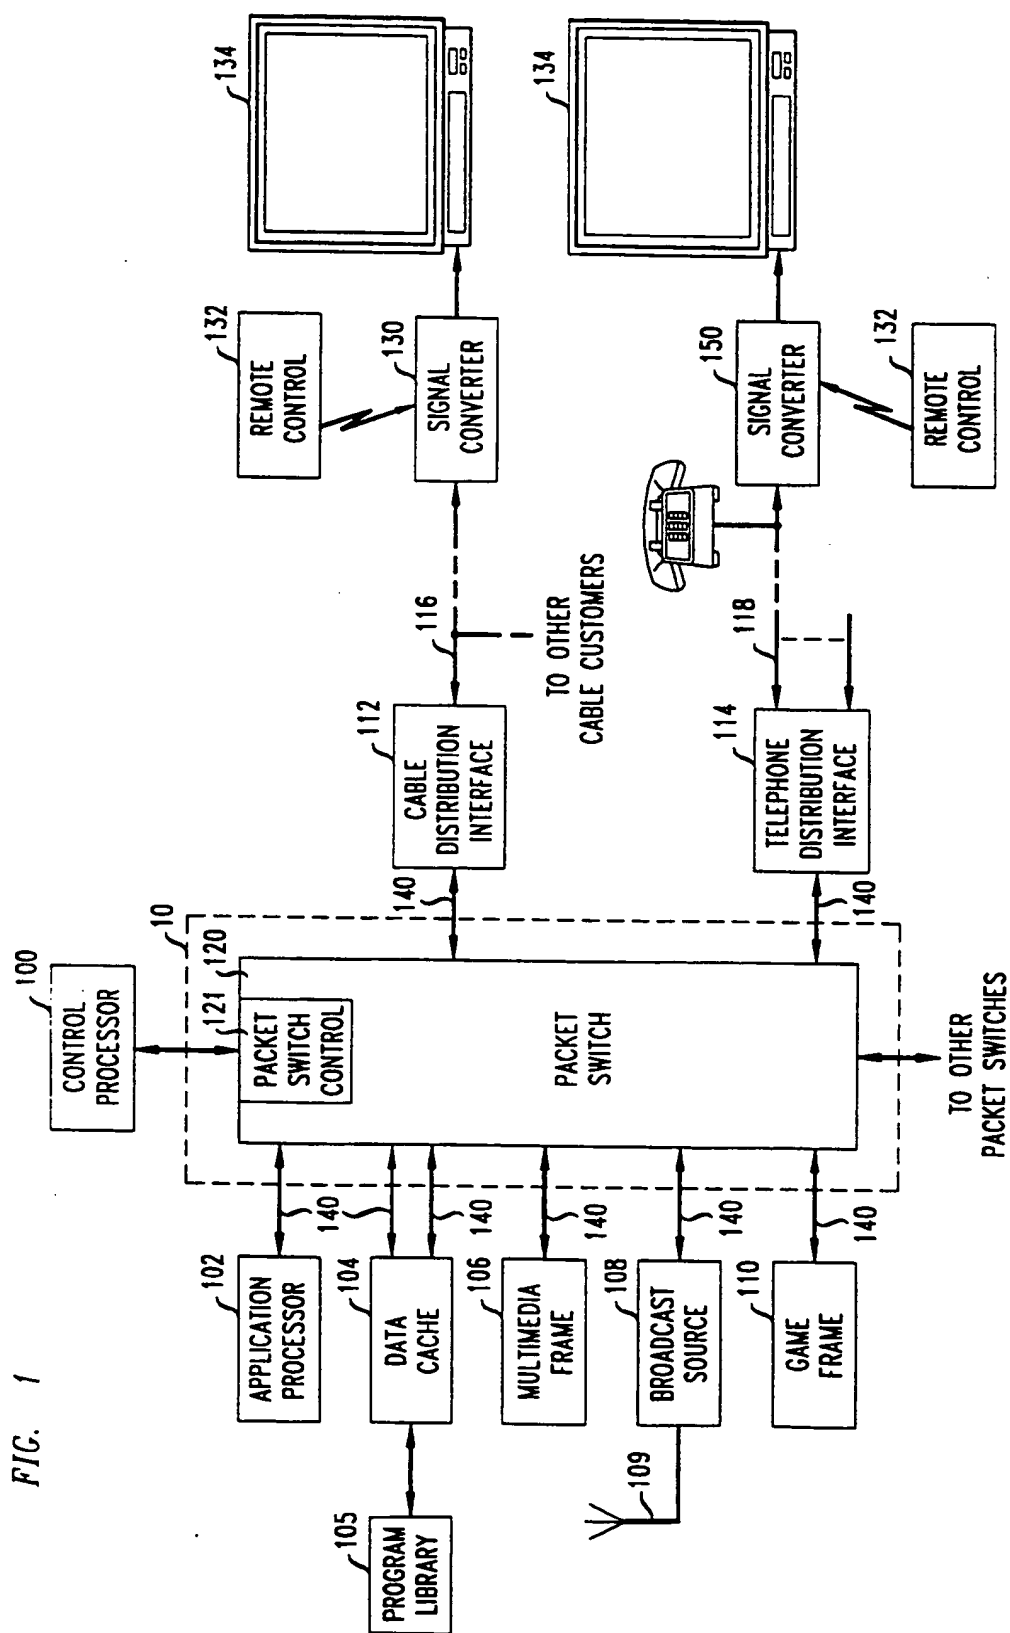 FIG. 1
105
PROGRAM
LIBRARY
102
APPLICATION
PROCESSOR
104
DATA
CACHE
106
MULTIMEDIA
FRAME
108
BROADCAST
SOURCE
109
110
GAME
FRAME
140
140
140
140
140
140
100
CONTROL
PROCESSOR
10
120
121
PACKET
SWITCH
CONTROL
PACKET
SWITCH
TO OTHER
PACKET SWITCHES
140
140
112
CABLE
DISTRIBUTION
INTERFACE
114
TELEPHONE
DISTRIBUTION
INTERFACE
116
TO OTHER
CABLE CUSTOMERS
118
132
REMOTE
CONTROL
130
SIGNAL
CONVERTER
150
SIGNAL
CONVERTER
132
REMOTE
CONTROL
134
134